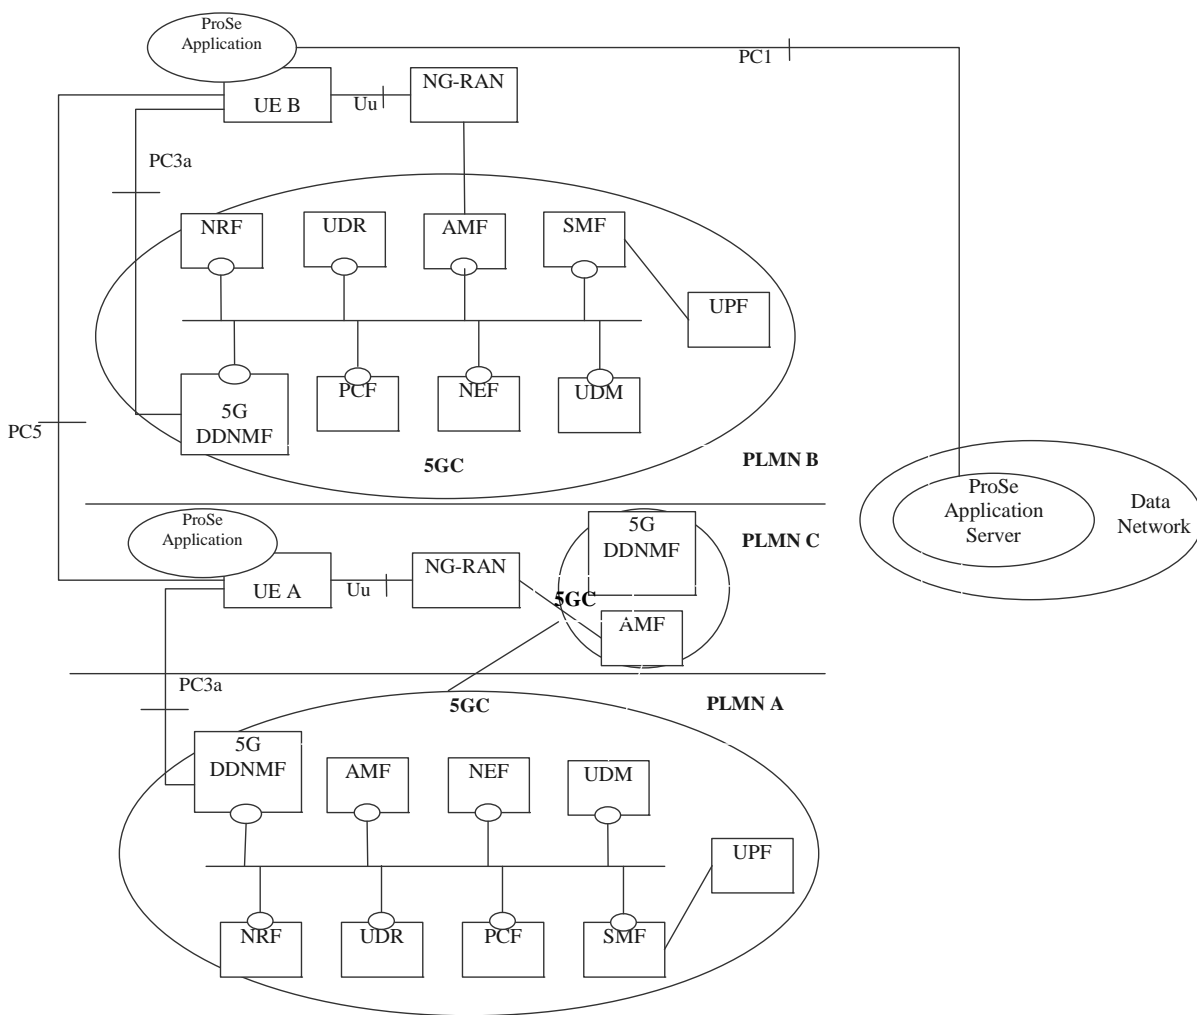 ProSe
Application
PC1
NG-RAN
UE B
Uu
PC3a
NRF
UDR
AMF
SMF
UPF
PCF
NEF
UDM
5G
DDNMF
PC5
5GC
PLMN B
ProSe
Application
Server
Data
Network
ProSe
Application
5G
DDNMF
PLMN C
NG-RAN
UE A
Uu
5GC
AMF
PC3a
5GC
PLMN A
5G
DDNMF
AMF
NEF
UDM
UPF
NRF
UDR
PCF
SMF